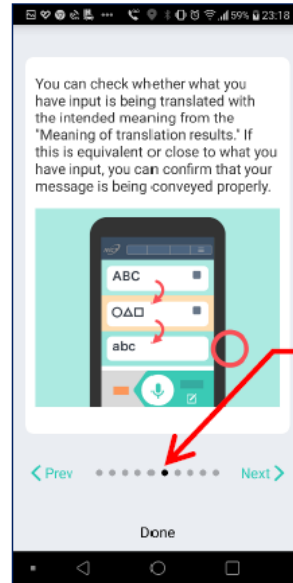 59% 23:18
You can check whether what you
have input is being translated with
the intended meaning from the
"Meaning of translation results." If
this is equivalent or close to what you
have input, you can confirm that your
message is being conveyed properly.
ABC
abc
Prev Next
Done